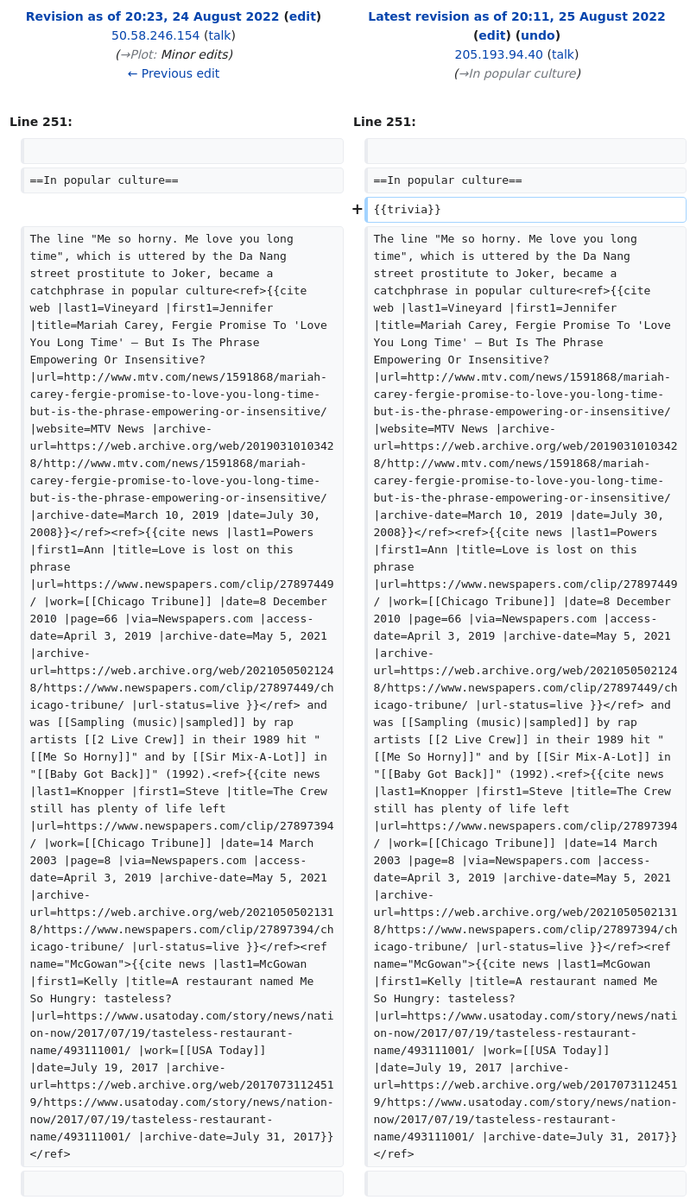 Revision as of 20:23, 24 August 2022 (edit)
50.58.246.154 (talk)
(→Plot: Minor edits)
← Previous edit
Latest revision as of 20:11, 25 August 2022
(edit) (undo)
205.193.94.40 (talk)
(→In popular culture)
Line 251:
==In popular culture==
The line "Me so horny. Me love you long
time", which is uttered by the Da Nang
street prostitute to Joker, became a
catchphrase in popular culture<ref>{{cite
web |last1=Vineyard |first1=Jennifer
|title=Mariah Carey, Fergie Promise To 'Love
You Long Time' — But Is The Phrase
Empowering Or Insensitive?
|url=http://www.mtv.com/news/1591868/mariah-
carey-fergie-promise-to-love-you-long-time-
but-is-the-phrase-empowering-or-insensitive/
|website=MTV News |archive-
url=https://web.archive.org/web/2019031010342
8/http://www.mtv.com/news/1591868/mariah-
carey-fergie-promise-to-love-you-long-time-
but-is-the-phrase-empowering-or-insensitive/
|archive-date=March 10, 2019 |date=July 30,
2008}}</ref><ref>{{cite news |last1=Powers
|first1=Ann |title=Love is lost on this
phrase
|url=https://www.newspapers.com/clip/27897449
/ |work=[[Chicago Tribune]] |date=8 December
2010 |page=66 |via=Newspapers.com |access-
date=April 3, 2019 |archive-date=May 5, 2021
|archive-
url=https://web.archive.org/web/2021050502124
8/https://www.newspapers.com/clip/27897449/ch
icago-tribune/ |url-status=live }}</ref> and
was [[Sampling (music)|sampled]] by rap
artists [[2 Live Crew]] in their 1989 hit "
[[Me So Horny]]" and by [[Sir Mix-A-Lot]] in
"[[Baby Got Back]]" (1992).<ref>{{cite news
|last=Knopper |first=Steve |title=The Crew
still has plenty of life left
|url=https://www.newspapers.com/clip/27897394
/ |work=[[Chicago Tribune]] |date=14 March
2003 |page=8 |via=Newspapers.com |access-
date=April 3, 2019 |archive-date=May 5, 2021
|archive-
url=https://web.archive.org/web/2021050502131
8/https://www.newspapers.com/clip/27897394/ch
icago-tribune/ |url-status=live }}</ref><ref
name="McGowan">{{cite news |last1=McGowan
|first1=Kelly |title=A restaurant named Me
So Hungry: tasteless?
|url=https://www.usatoday.com/story/news/nati
on-now/2017/07/19/tasteless-restaurant-
name/493111001/ |work=[[USA Today]]
|date=July 19, 2017 |archive-
url=https://web.archive.org/web/2017073112451
9/https://www.usatoday.com/story/news/nation-
now/2017/07/19/tasteless-restaurant-
name/493111001/ |archive-date=July 31, 2017}}
</ref>
Line 251:
==In popular culture==
+ {{trivia}}
The line "Me so horny. Me love you long
time", which is uttered by the Da Nang
street prostitute to Joker, became a
catchphrase in popular culture<ref>{{cite
web |last1=Vineyard |first1=Jennifer
|title=Mariah Carey, Fergie Promise To 'Love
You Long Time' — But Is The Phrase
Empowering Or Insensitive?
|url=http://www.mtv.com/news/1591868/mariah-
carey-fergie-promise-to-love-you-long-time-
but-is-the-phrase-empowering-or-insensitive/
|website=MTV News |archive-
url=https://web.archive.org/web/2019031010342
8/http://www.mtv.com/news/1591868/mariah-
carey-fergie-promise-to-love-you-long-time-
but-is-the-phrase-empowering-or-insensitive/
|archive-date=March 10, 2019 |date=July 30,
2008}}</ref><ref>{{cite news |last1=Powers
|first1=Ann |title=Love is lost on this
phrase
|url=https://www.newspapers.com/clip/27897449
/ |work=[[Chicago Tribune]] |date=8 December
2010 |page=66 |via=Newspapers.com |access-
date=April 3, 2019 |archive-date=May 5, 2021
|archive-
url=https://web.archive.org/web/2021050502124
8/https://www.newspapers.com/clip/27897449/ch
icago-tribune/ |url-status=live }}</ref> and
was [[Sampling (music)|sampled]] by rap
artists [[2 Live Crew]] in their 1989 hit "
[[Me So Horny]]" and by [[Sir Mix-A-Lot]] in
"[[Baby Got Back]]" (1992).<ref>{{cite news
|last=Knopper |first=Steve |title=The Crew
still has plenty of life left
|url=https://www.newspapers.com/clip/27897394
/ |work=[[Chicago Tribune]] |date=14 March
2003 |page=8 |via=Newspapers.com |access-
date=April 3, 2019 |archive-date=May 5, 2021
|archive-
url=https://web.archive.org/web/2021050502131
8/https://www.newspapers.com/clip/27897394/ch
icago-tribune/ |url-status=live }}</ref><ref
name="McGowan">{{cite news |last1=McGowan
|first1=Kelly |title=A restaurant named Me
So Hungry: tasteless?
|url=https://www.usatoday.com/story/news/nati
on-now/2017/07/19/tasteless-restaurant-
name/493111001/ |work=[[USA Today]]
|date=July 19, 2017 |archive-
url=https://web.archive.org/web/2017073112451
9/https://www.usatoday.com/story/news/nation-
now/2017/07/19/tasteless-restaurant-
name/493111001/ |archive-date=July 31, 2017}}
</ref>